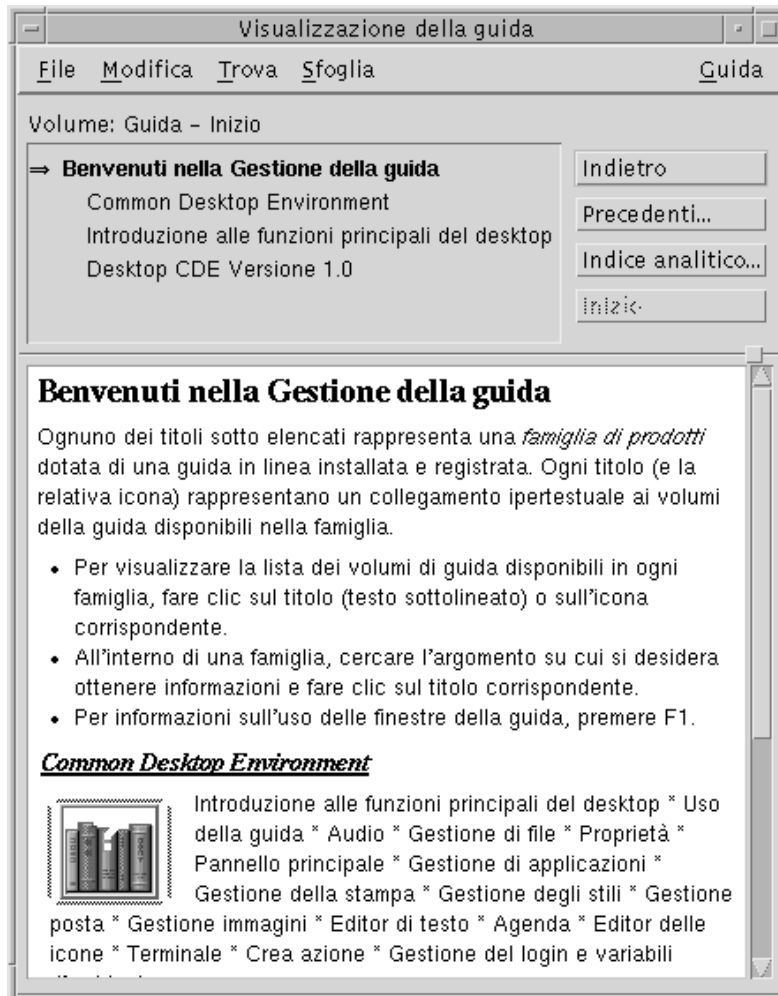 Visualizzazione della guida
File Modifica Trova Sfoglia Guida
Volume: Guida – Inizio
⇒ Benvenuti nella Gestione della guida
Common Desktop Environment
Introduzione alle funzioni principali del desktop
Desktop CDE Versione 1.0
Indietro
Precedenti...
Indice analitico...
Inizio
Benvenuti nella Gestione della guida
Ognuno dei titoli sotto elencati rappresenta una famiglia di prodotti
dotata di una guida in linea installata e registrata. Ogni titolo (e la
relativa icona) rappresentano un collegamento ipertestuale ai volumi
della guida disponibili nella famiglia.
• Per visualizzare la lista dei volumi di guida disponibili in ogni
famiglia, fare clic sul titolo (testo sottolineato) o sull'icona
corrispondente.
• All'interno di una famiglia, cercare l'argomento su cui si desidera
ottenere informazioni e fare clic sul titolo corrispondente.
• Per informazioni sull'uso delle finestre della guida, premere F1.
Common Desktop Environment
Introduzione alle funzioni principali del desktop * Uso
della guida * Audio * Gestione di file * Proprietà *
Pannello principale * Gestione di applicazioni *
Gestione della stampa * Gestione degli stili * Gestione
posta * Gestione immagini * Editor di testo * Agenda * Editor delle
icone * Terminale * Crea azione * Gestione del login e variabili